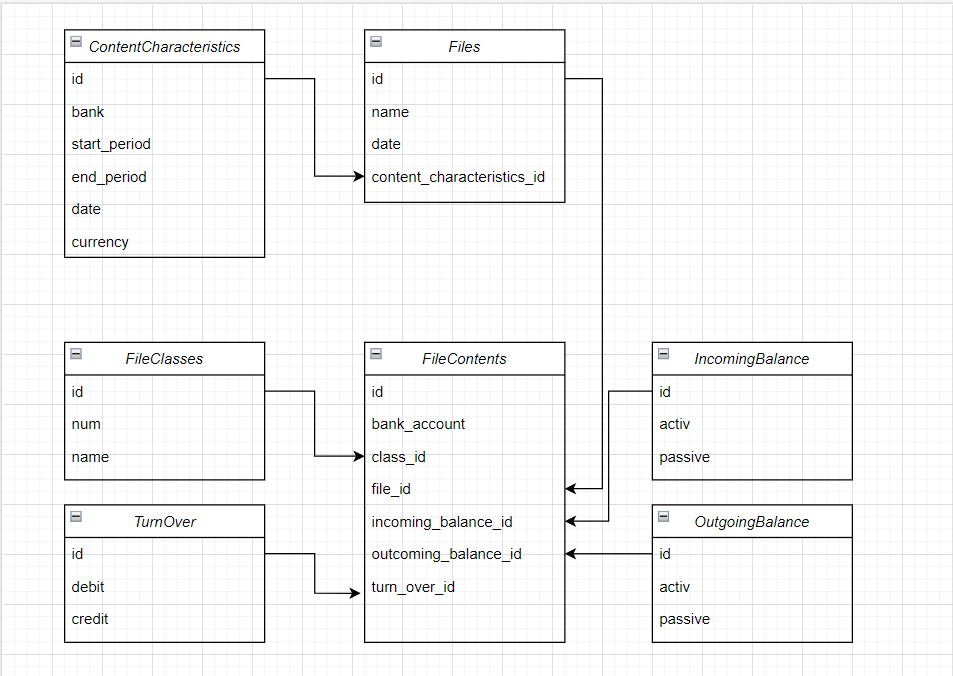 ContentCharacteristics
id
bank
start_period
end_period
date
currency
Files
id
name
date
content_characteristics_id
FileClasses
id
num
name
FileContents
id
bank_account
class_id
file_id
incoming_balance_id
outcoming_balance_id
turn_over_id
IncomingBalance
id
activ
passive
TurnOver
id
debit
credit
OutgoingBalance
id
activ
passive